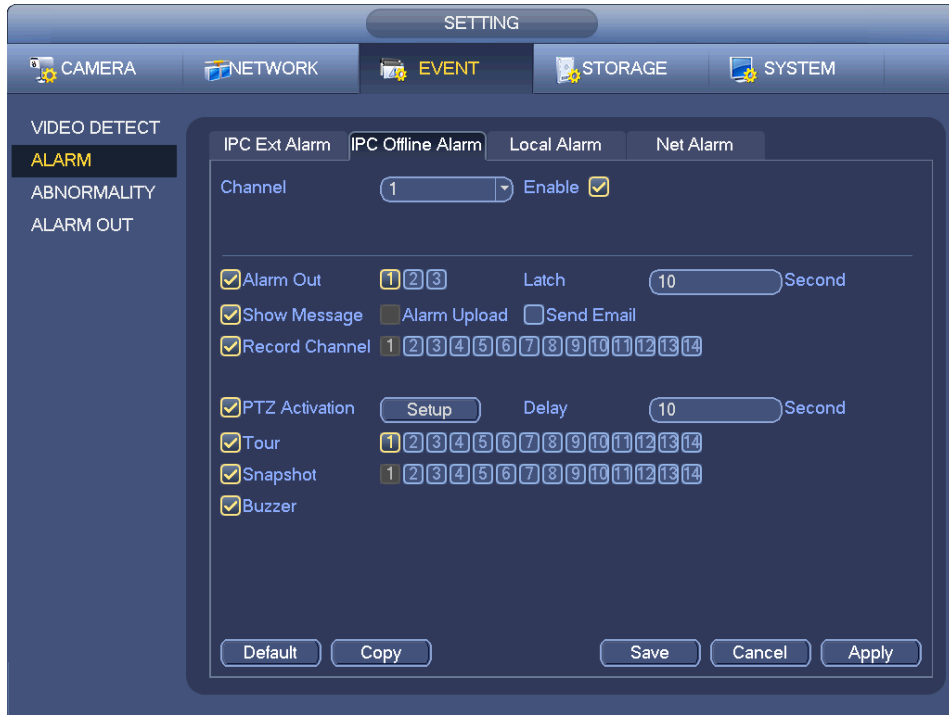 SETTING
CAMERA NETWORK EVENT STORAGE SYSTEM
VIDEO DETECT
ALARM
ABNORMALITY
ALARM OUT
IPC Ext Alarm IPC Offline Alarm Local Alarm Net Alarm
Channel 1 Enable
Alarm Out 1 2 3 Latch 10 Second
Show Message Alarm Upload Send Email
Record Channel 1 2 3 4 5 6 7 8 9 10 11 12 13 14
PTZ Activation Setup Delay 10 Second
Tour 1 2 3 4 5 6 7 8 9 10 11 12 13 14
Snapshot 1 2 3 4 5 6 7 8 9 10 11 12 13 14
Buzzer
Default Copy Save Cancel Apply